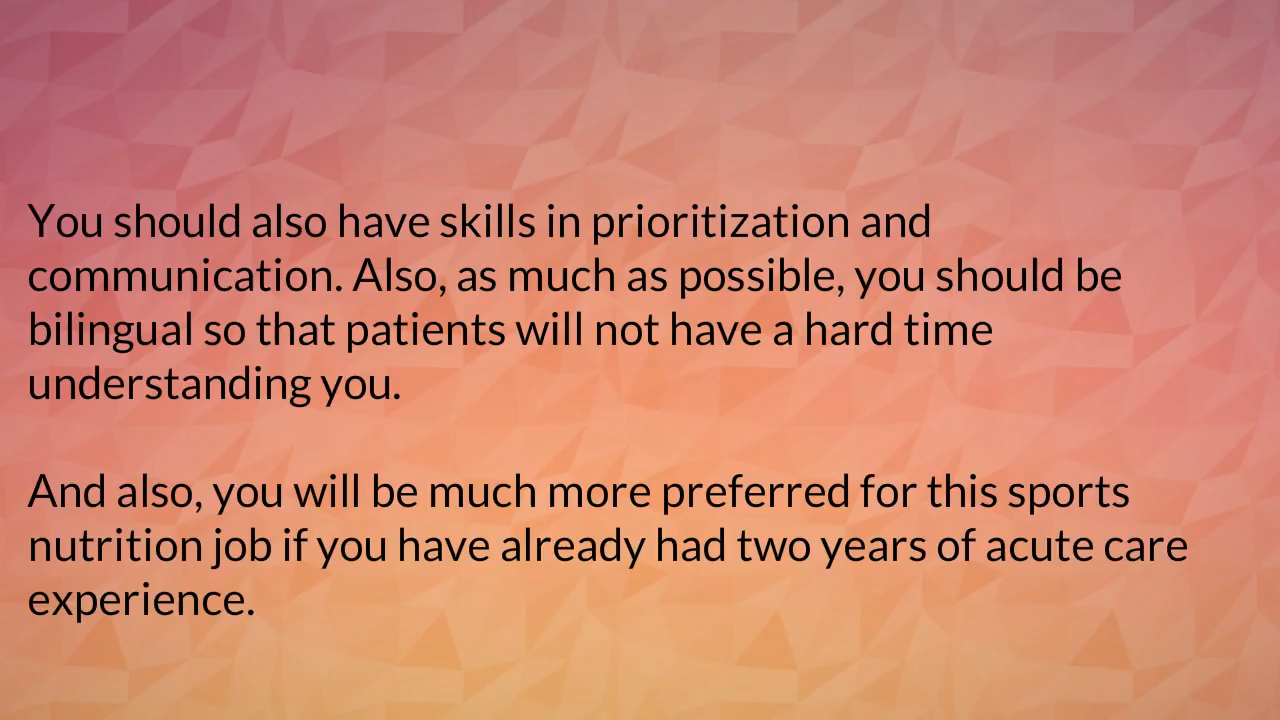 You should also have skills in prioritization and
communication. Also, as much as possible, you should be
bilingual so that patients will not have a hard time
understanding you.
And also, you will be much more preferred for this sports
nutrition job if you have already had two years of acute care
experience.